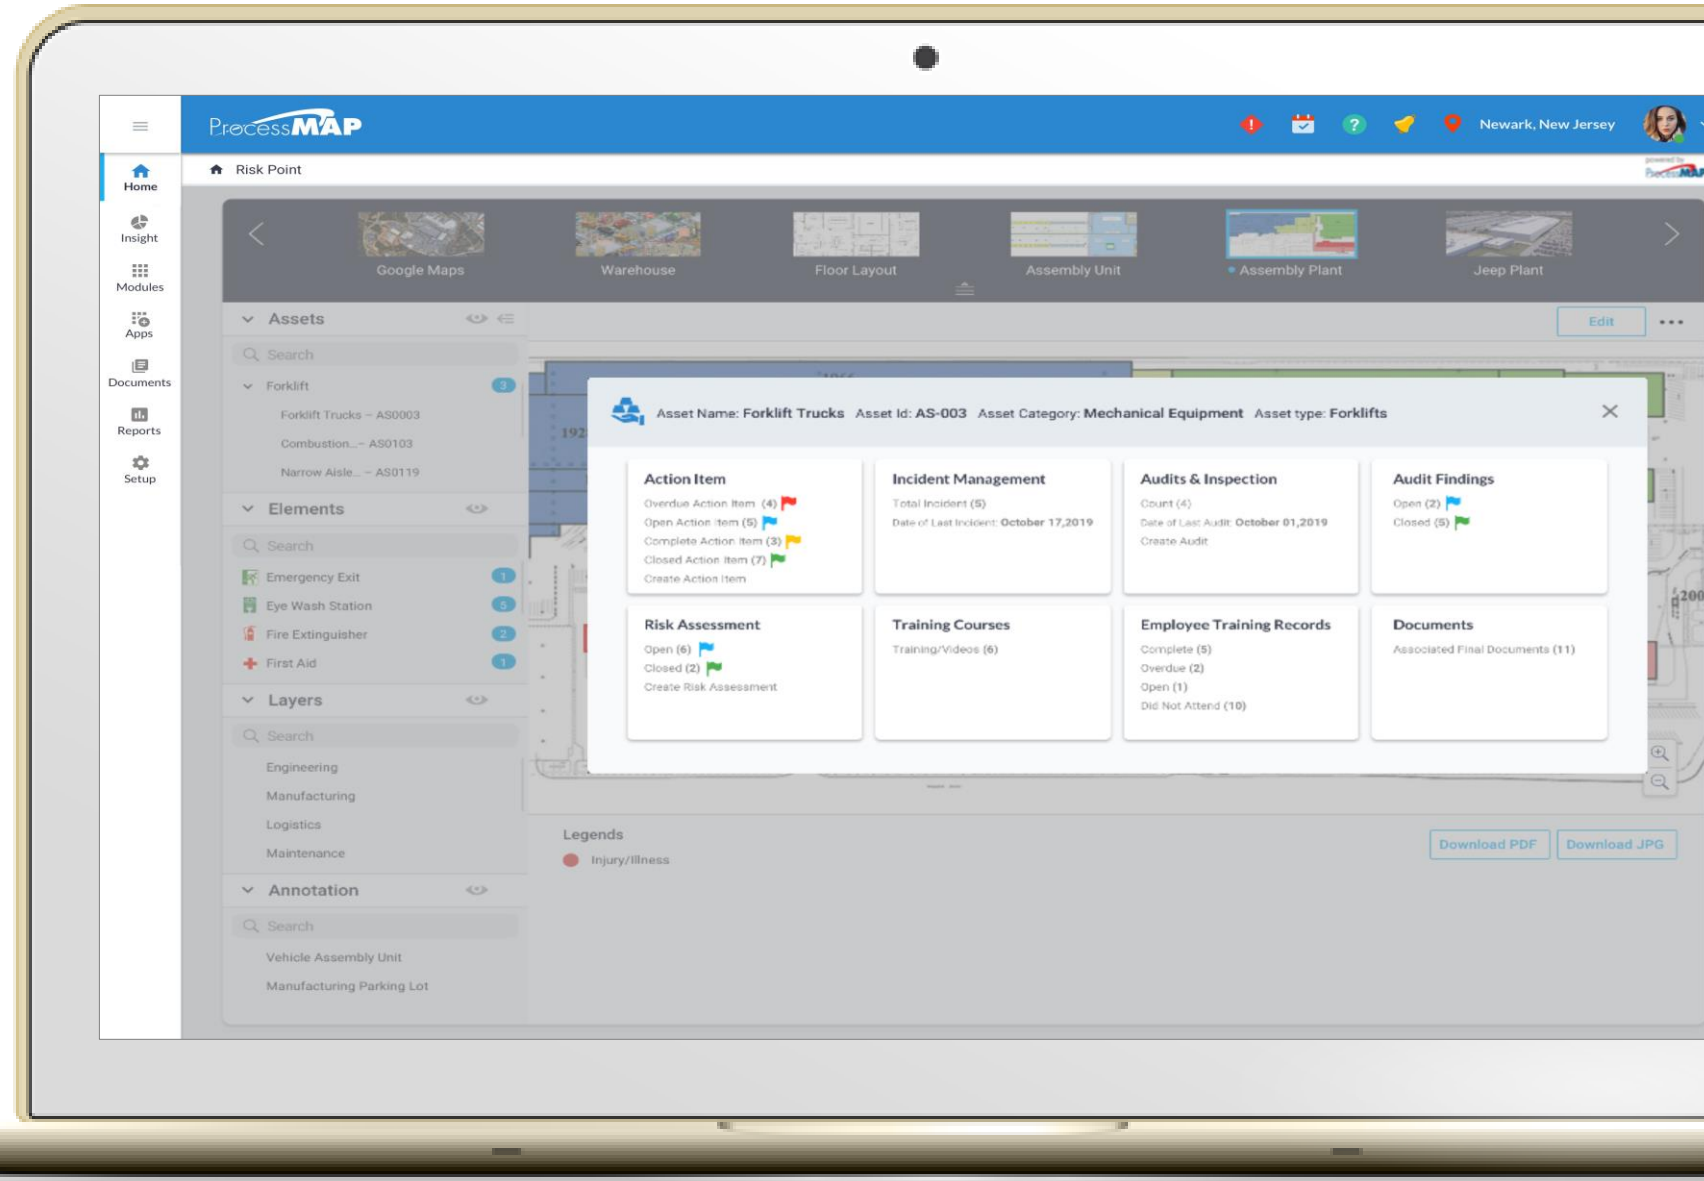 ProcessMAP
Newark, New Jersey
Risk Point
powered by
ProcessMAP
Home
Insight
Modules
Apps
Documents
Reports
Setup
Google Maps
Warehouse
Floor Layout
Assembly Unit
Assembly Plant
Jeep Plant
Assets
Search
Forklift 3
Forklift Trucks – AS0003
Combustion...– AS0103
Narrow Aisle... – AS0119
Elements
Search
Emergency Exit 1
Eye Wash Station 5
Fire Extinguisher 2
First Aid 1
Layers
Search
Engineering
Manufacturing
Logistics
Maintenance
Annotation
Search
Vehicle Assembly Unit
Manufacturing Parking Lot
Edit
Asset Name: Forklift Trucks Asset Id: AS-003 Asset Category: Mechanical Equipment Asset type: Forklifts
Action Item
Overdue Action Item (4)
Open Action Item (5)
Complete Action Item (3)
Closed Action Item (7)
Create Action Item
Incident Management
Total Incident (5)
Date of Last Incident: October 17,2019
Audits & Inspection
Count (4)
Date of Last Audit: October 01,2019
Create Audit
Audit Findings
Open (2)
Closed (5)
Risk Assessment
Open (6)
Closed (2)
Create Risk Assessment
Training Courses
Training/Videos (6)
Employee Training Records
Complete (5)
Overdue (2)
Open (1)
Did Not Attend (10)
Documents
Associated Final Documents (11)
Legends
Injury/Illness
Download PDF
Download JPG